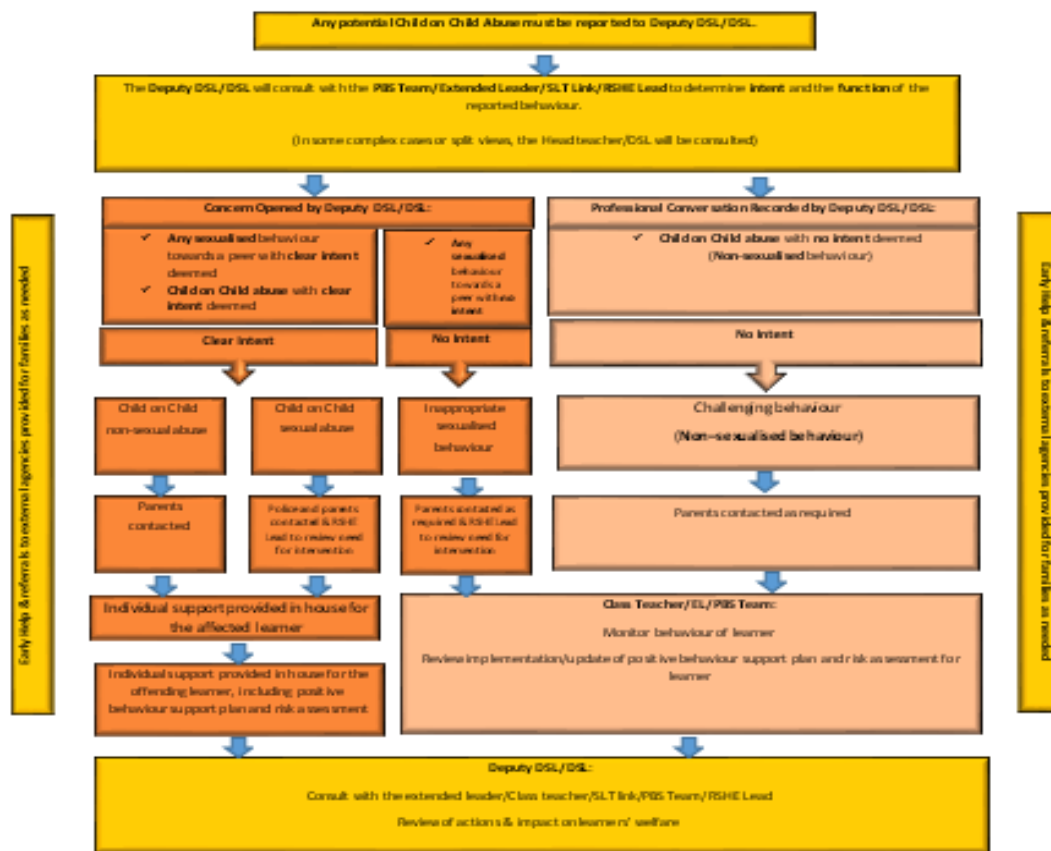 Any potential Child on Child Abuse must be reported to Deputy DSL/DSL.
The Deputy DSL/DSL will consult with the PBS Team/Extended Leader/SLT Link/RSHE Lead to determine intent and the function of the
reported behaviour.
(In some complex cases or split views, the Headteacher/DSL will be consulted)
Early Help & referrals to external agencies provided for families as needed
Concern Opened by Deputy DSL/DSL:
✓ Any sexualised behaviour
towards a peer with clear intent
deemed
✓ Child on Child abuse with clear
intent deemed
✓ Any
sexualised
behaviour
towards a
peer with no
intent
Clear Intent
No Intent
Professional Conversation Recorded by Deputy DSL/DSL:
✓ Child on Child abuse with no intent deemed
(Non-sexualised behaviour)
No Intent
Child on Child
non-sexual abuse
Child on Child
sexual abuse
Inappropriate
sexualised
behaviour
Challenging behaviour
(Non-sexualised behaviour)
Parents
contacted
Police and parents
contacted & RSHE
Lead to review need
for intervention
Parents contacted as
required & RSHE Lead
to review need for
intervention
Parents contacted as required
Individual support provided in house for
the affected learner
Individual support provided in house for the
offending learner, including positive
behaviour support plan and risk assessment
Class Teacher/EL/PBS Team:
Monitor behaviour of learner
Review implementation/update of positive behaviour support plan and risk assessment for
learner
Deputy DSL/DSL:
Consult with the extended leader/Class teacher/SLT link/PBS Team/RSHE Lead
Review of actions & impact on learners' welfare
Early Help & referrals to external agencies provided for families as needed